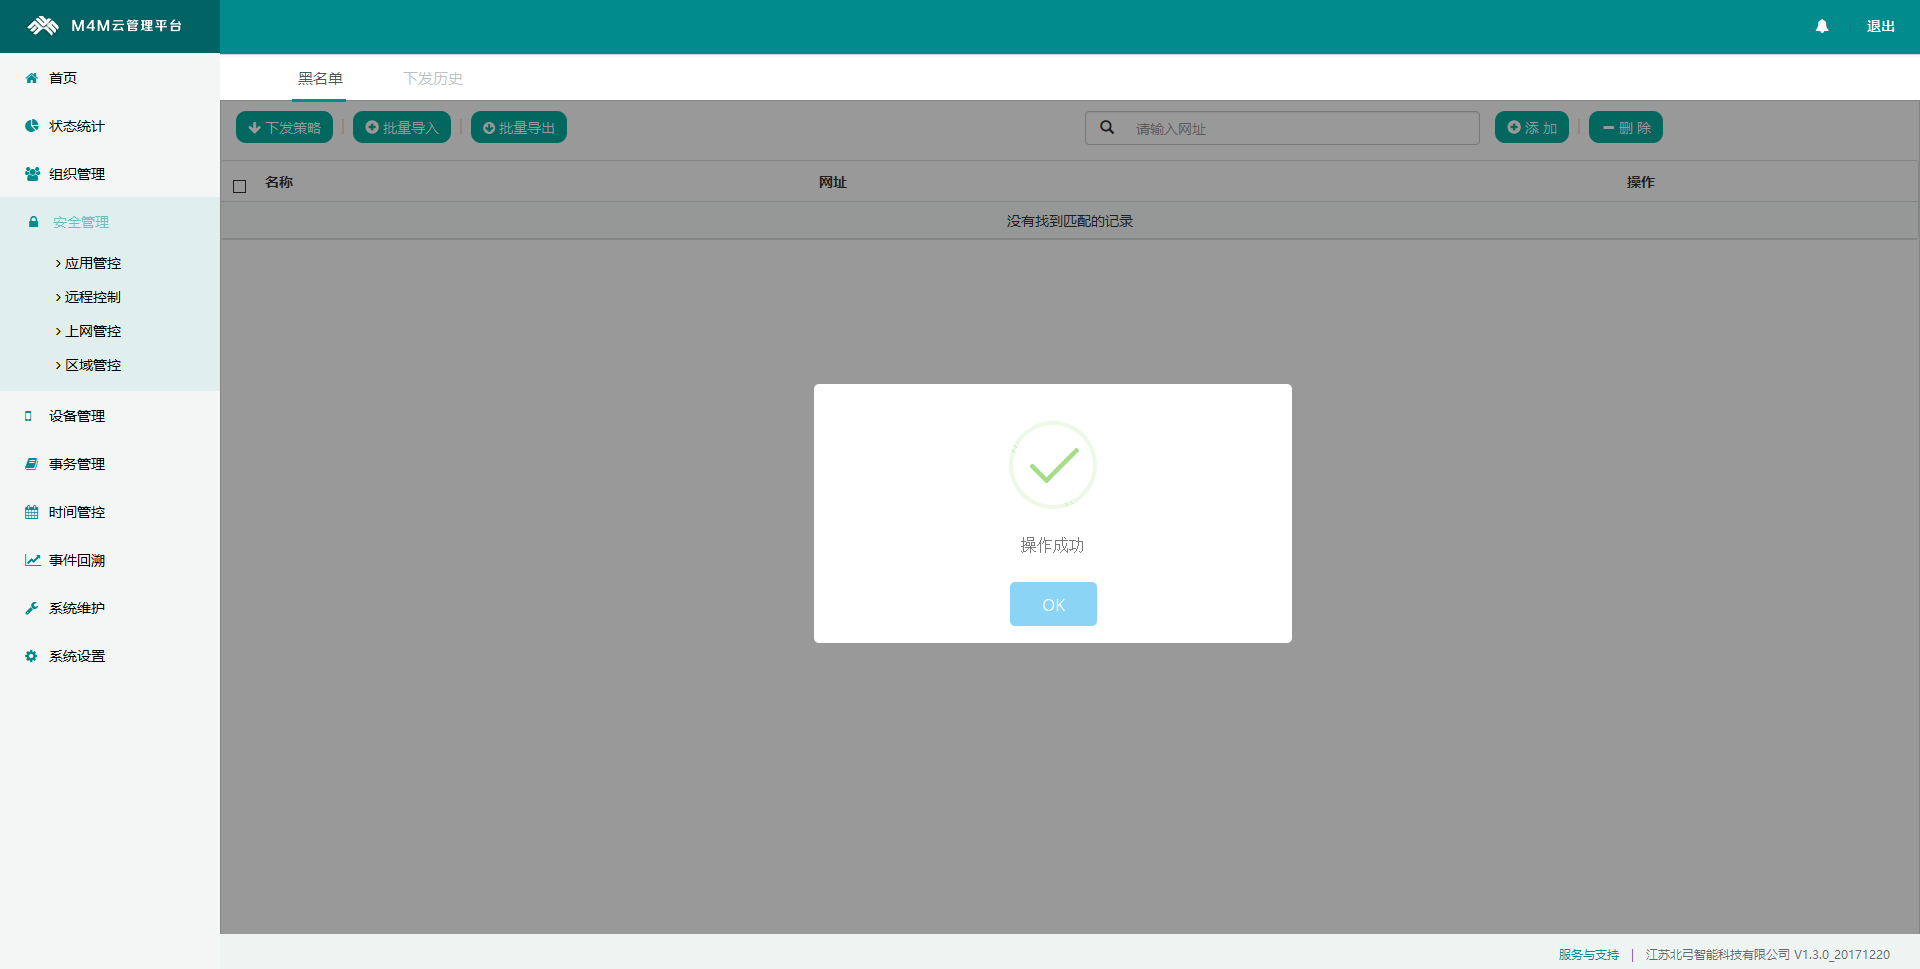 M4M云管理平台
退出
首页
状态统计
组织管理
安全管理
应用管控
远程控制
上网管控
区域管控
设备管理
事务管理
时间管控
事件回溯
系统维护
系统设置
黑名单 下发历史
下发策略 | 批量导入 | 批量导出 请输入网址 添 加 | 删 除
名称 网址 操作
没有找到匹配的记录
操作成功
OK
服务与支持 | 江苏北弓智能科技有限公司 V1.3.0_20171220